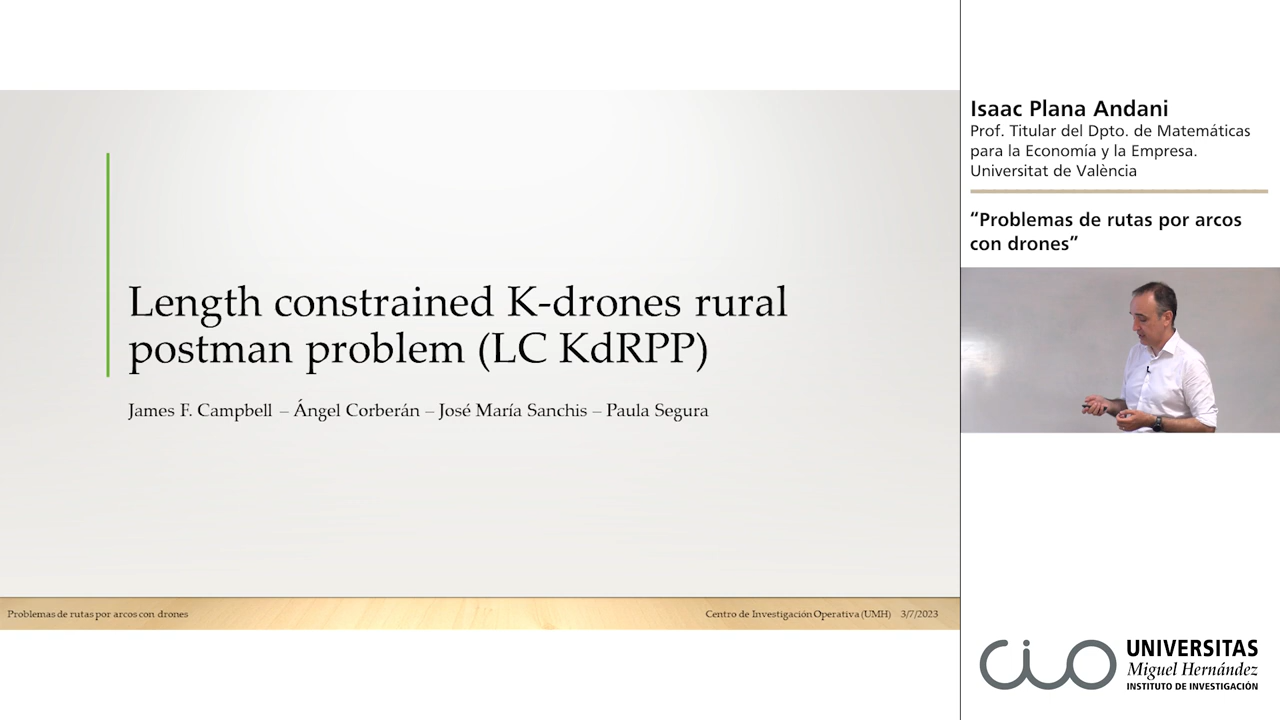 Length constrained K-drones rural
postman problem (LC KdRPP)
James F. Campbell – Ángel Corberán – José María Sanchis – Paula Segura
Problemas de rutas por arcos con drones
Centro de Investigación Operativa (UMH) 3/7/2023
Isaac Plana Andani
Prof. Titular del Dpto. de Matemáticas
para la Economía y la Empresa.
Universitat de València
“Problemas de rutas por arcos
con drones”
cio
UNIVERSITAS
Miguel Hernández
INSTITUTO DE INVESTIGACIÓN